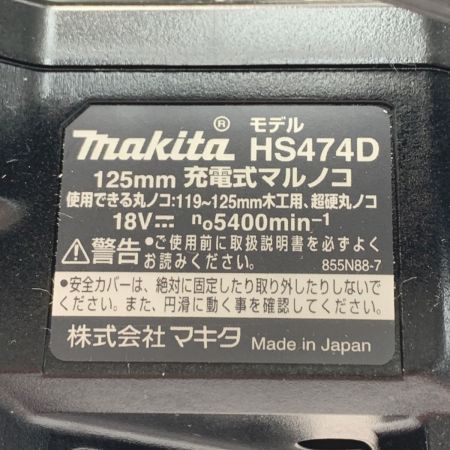 makita® モデル HS474D
125mm 充電式マルノコ
使用できる丸ノコ:119~125mm木工用、超硬丸ノコ
18V⎓ no5400min-1
⚠警告 •ご使用前に取扱説明書を必ずよく
お読みください。 855N88-7
•安全カバーは、絶対に固定したり取り外したりしないで
ください。また、円滑に動く事を確認してください。
株式会社 マキタ Made in Japan